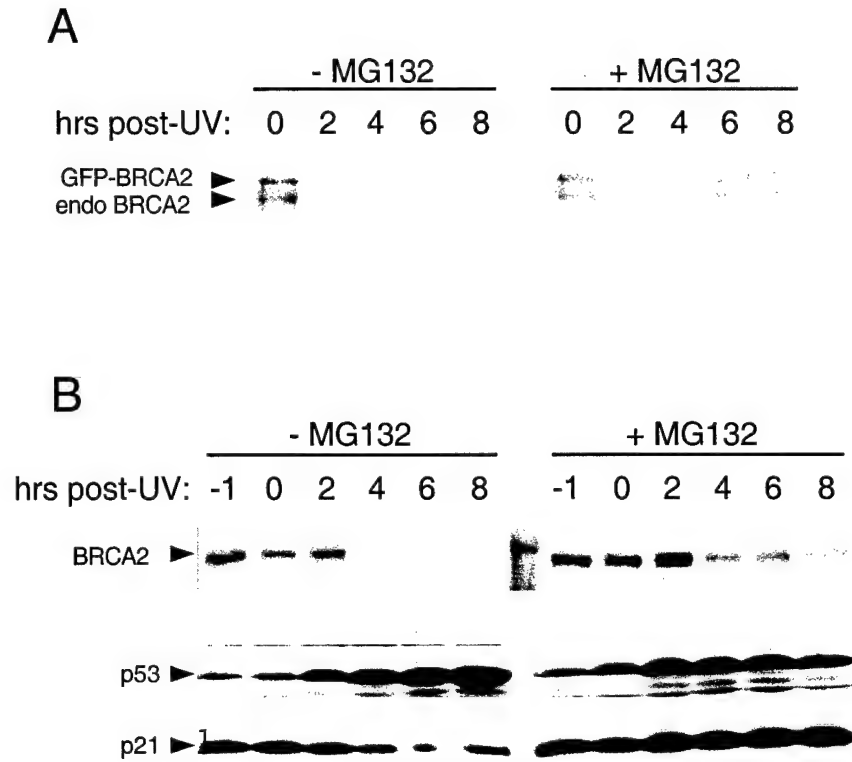 A
- MG132 + MG132
hrs post-UV: 0 2 4 6 8 0 2 4 6 8
GFP-BRCA2
endo BRCA2
B
- MG132 + MG132
hrs post-UV: -1 0 2 4 6 8 -1 0 2 4 6 8
BRCA2
p53
p21